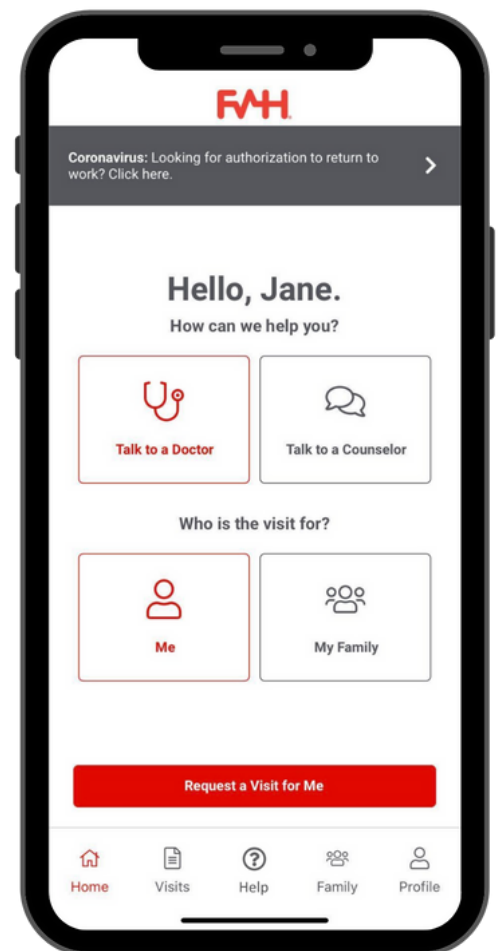 FAH
Coronavirus: Looking for authorization to return to
work? Click here.
Hello, Jane.
How can we help you?
Talk to a Doctor
Talk to a Counselor
Who is the visit for?
Me
My Family
Request a Visit for Me
Home
Visits
Help
Family
Profile